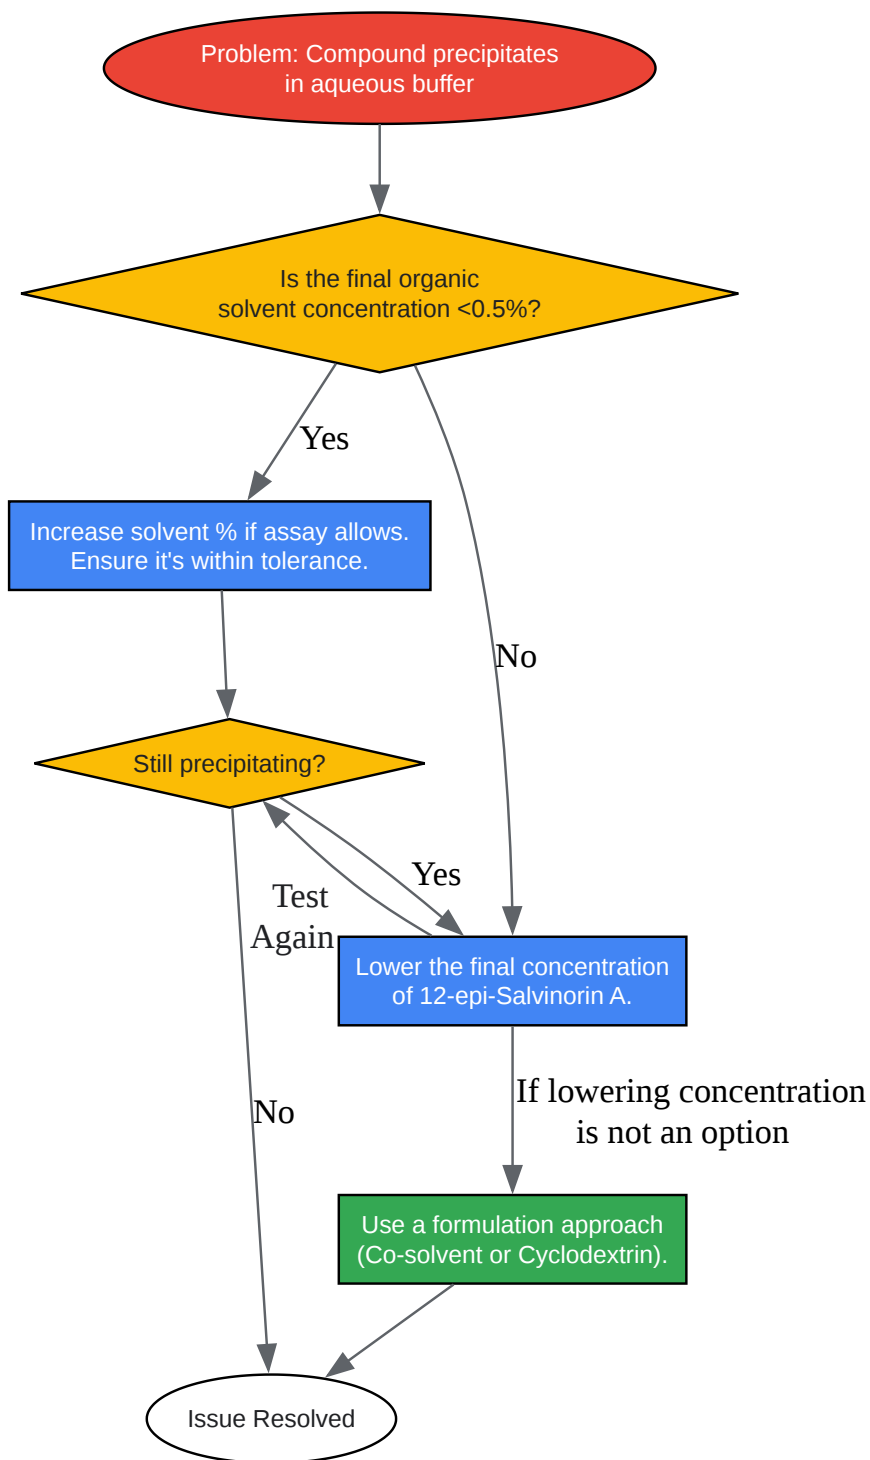 Problem: Compound precipitates
in aqueous buffer
Is the final organic
solvent concentration <0.5%?
Yes
Increase solvent % if assay allows.
Ensure it's within tolerance.
No
Still precipitating?
Yes
Test
Again
Lower the final concentration
of 12-epi-Salvinorin A.
If lowering concentration
is not an option
No
Use a formulation approach
(Co-solvent or Cyclodextrin).
Issue Resolved